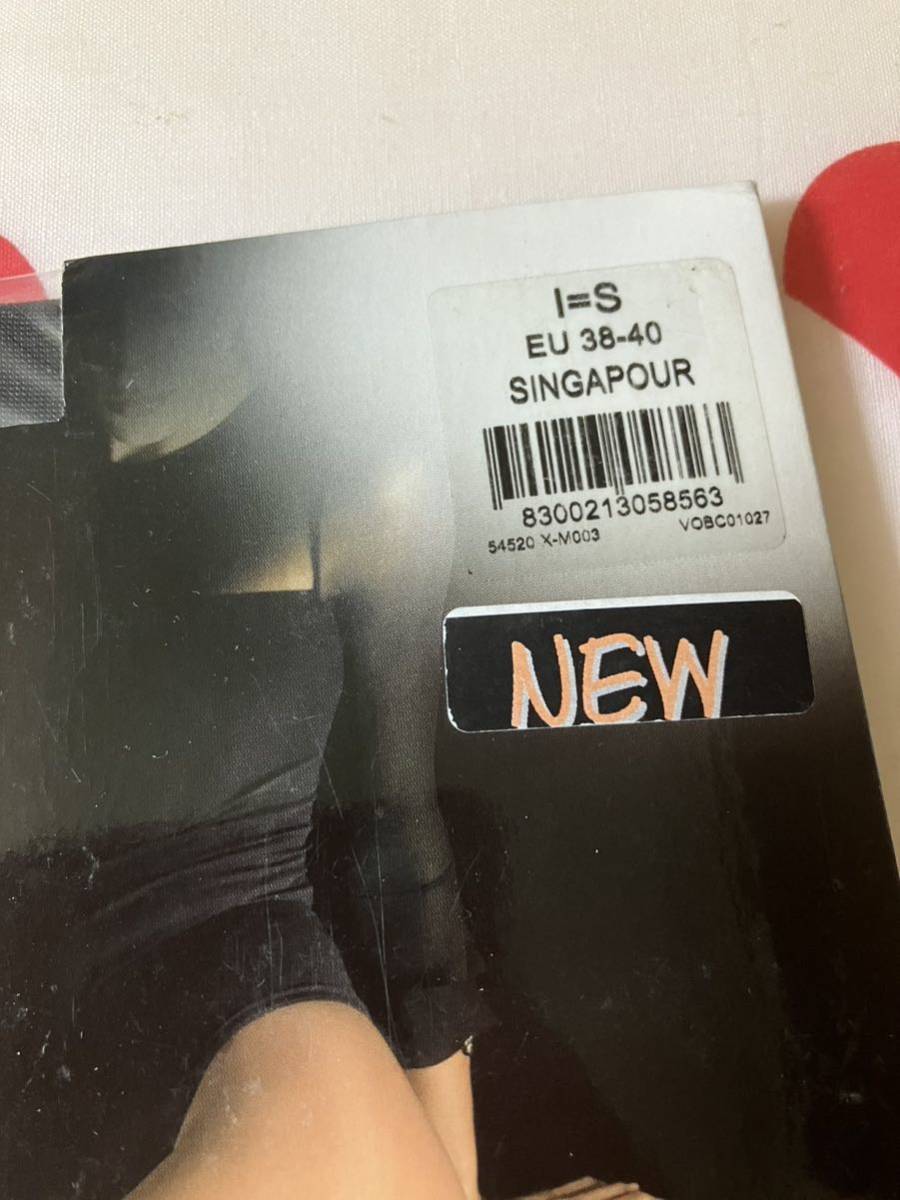 I=S
EU 38-40
SINGAPOUR
8300213058563
54520 X-M003 VOBC01027
NEW